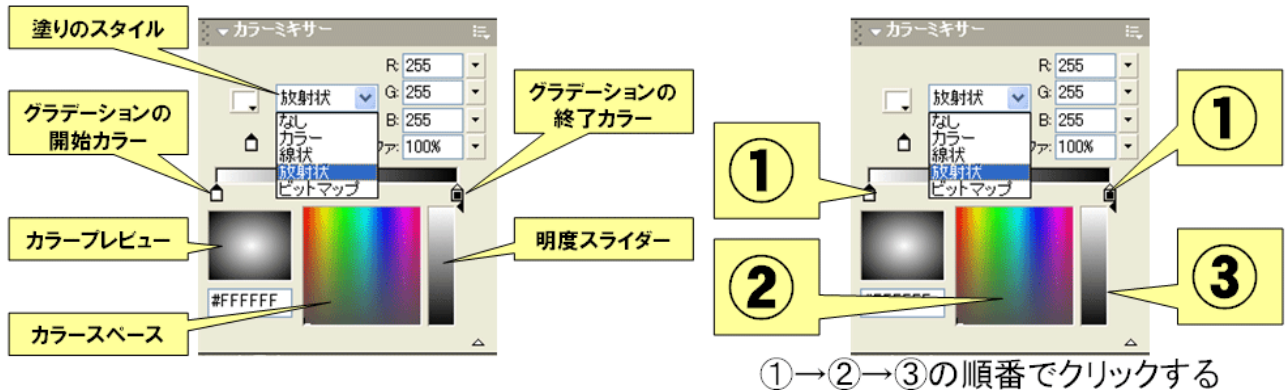 塗りのスタイル
グラデーションの
開始カラー
カラープレビュー
カラースペース
カラーミキサー
R: 255
放射状
G: 255
なし
B: 255
カラー
線状
ファ: 100%
放射状
ビットマップ
#FFFFFF
グラデーションの
終了カラー
明度スライダー
カラーミキサー
R: 255
放射状
G: 255
なし
B: 255
カラー
線状
ファ: 100%
放射状
ビットマップ
①
①
②
③
①→②→③の順番でクリックする